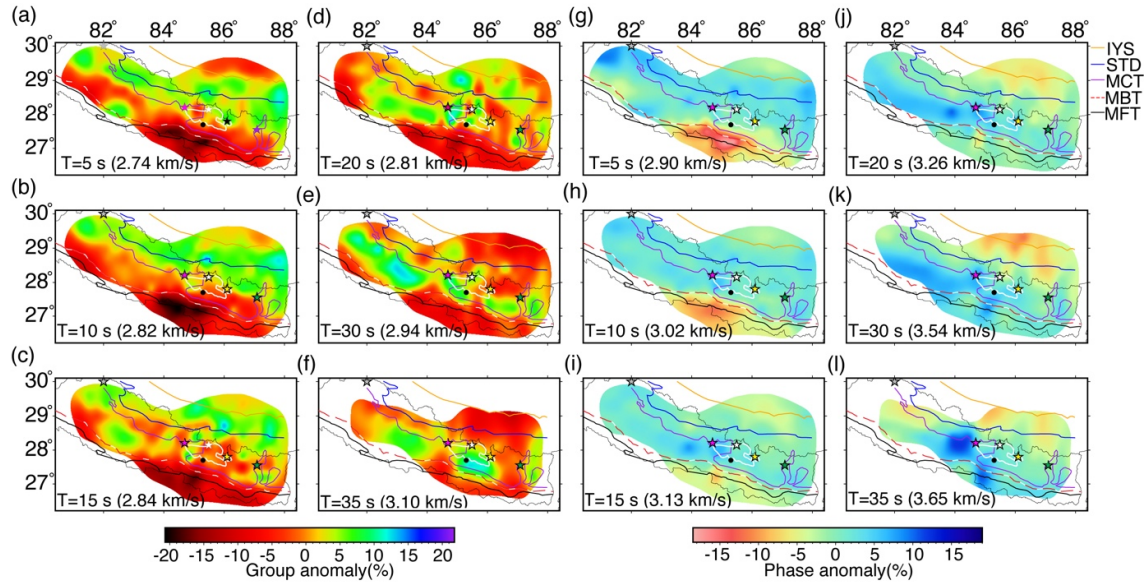 (a) (d) (g) (j)
82 84 86 88 82 84 86 88 82 84 86 88 82 84 86 88
30°
29°
28°
27°
T=5 s (2.74 km/s) T=20 s (2.81 km/s) T=5 s (2.90 km/s) T=20 s (3.26 km/s)
IYS
STD
MCT
MBT
MFT
(b) (e) (h) (k)
30°
29°
28°
27°
T=10 s (2.82 km/s) T=30 s (2.94 km/s) T=10 s (3.02 km/s) T=30 s (3.54 km/s)
(c) (f) (i) (l)
30°
29°
28°
27°
T=15 s (2.84 km/s) T=35 s (3.10 km/s) T=15 s (3.13 km/s) T=35 s (3.65 km/s)
-20 -15 -10 -5 0 5 10 15 20
Group anomaly(%)
-15 -10 -5 0 5 10 15
Phase anomaly(%)